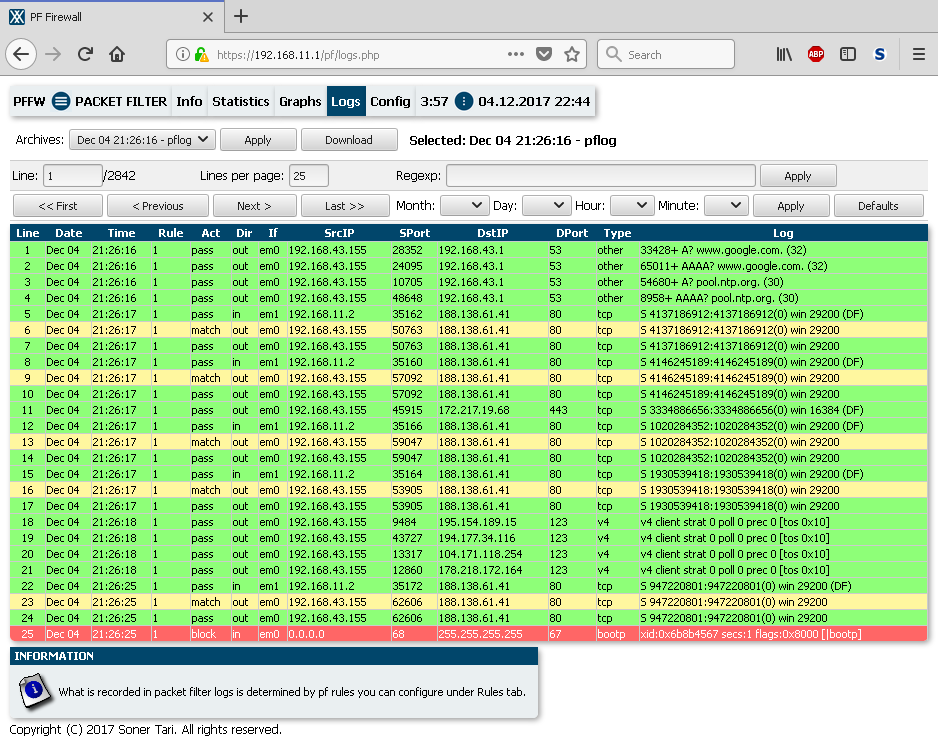 PF Firewall
https://192.168.11.1/pf/logs.php
Search
ABP
S
PFFW PACKET FILTER Info Statistics Graphs Logs Config 3:57 04.12.2017 22:44
Archives: Dec 04 21:26:16 - pflog Apply Download Selected: Dec 04 21:26:16 - pflog
Line: 1 /2842 Lines per page: 25 Regexp: Apply
<< First < Previous Next > Last >> Month: Day: Hour: Minute: Apply Defaults
Line Date Time Rule Act Dir If SrcIP SPort DstIP DPort Type Log
1 Dec 04 21:26:16 1 pass out em0 192.168.43.155 28352 192.168.43.1 53 other 33428+ A? www.google.com. (32)
2 Dec 04 21:26:16 1 pass out em0 192.168.43.155 24095 192.168.43.1 53 other 65011+ AAAA? www.google.com. (32)
3 Dec 04 21:26:16 1 pass out em0 192.168.43.155 10705 192.168.43.1 53 other 54680+ A? pool.ntp.org. (30)
4 Dec 04 21:26:16 1 pass out em0 192.168.43.155 48648 192.168.43.1 53 other 8958+ AAAA? pool.ntp.org. (30)
5 Dec 04 21:26:17 1 pass in em1 192.168.11.2 35162 188.138.61.41 80 tcp S 4137186912:4137186912(0) win 29200 (DF)
6 Dec 04 21:26:17 1 match out em0 192.168.43.155 50763 188.138.61.41 80 tcp S 4137186912:4137186912(0) win 29200
7 Dec 04 21:26:17 1 pass out em0 192.168.43.155 50763 188.138.61.41 80 tcp S 4137186912:4137186912(0) win 29200
8 Dec 04 21:26:17 1 pass in em1 192.168.11.2 35160 188.138.61.41 80 tcp S 4146245189:4146245189(0) win 29200 (DF)
9 Dec 04 21:26:17 1 match out em0 192.168.43.155 57092 188.138.61.41 80 tcp S 4146245189:4146245189(0) win 29200
10 Dec 04 21:26:17 1 pass out em0 192.168.43.155 57092 188.138.61.41 80 tcp S 4146245189:4146245189(0) win 29200
11 Dec 04 21:26:17 1 pass out em0 192.168.43.155 45915 172.217.19.68 443 tcp S 3334886656:3334886656(0) win 16384 (DF)
12 Dec 04 21:26:17 1 pass in em1 192.168.11.2 35166 188.138.61.41 80 tcp S 1020284352:1020284352(0) win 29200 (DF)
13 Dec 04 21:26:17 1 match out em0 192.168.43.155 59047 188.138.61.41 80 tcp S 1020284352:1020284352(0) win 29200
14 Dec 04 21:26:17 1 pass out em0 192.168.43.155 59047 188.138.61.41 80 tcp S 1020284352:1020284352(0) win 29200
15 Dec 04 21:26:17 1 pass in em1 192.168.11.2 35164 188.138.61.41 80 tcp S 1930539418:1930539418(0) win 29200 (DF)
16 Dec 04 21:26:17 1 match out em0 192.168.43.155 53905 188.138.61.41 80 tcp S 1930539418:1930539418(0) win 29200
17 Dec 04 21:26:17 1 pass out em0 192.168.43.155 53905 188.138.61.41 80 tcp S 1930539418:1930539418(0) win 29200
18 Dec 04 21:26:18 1 pass out em0 192.168.43.155 9484 195.154.189.15 123 v4 v4 client strat 0 poll 0 prec 0 [tos 0x10]
19 Dec 04 21:26:18 1 pass out em0 192.168.43.155 43727 194.177.34.116 123 v4 v4 client strat 0 poll 0 prec 0 [tos 0x10]
20 Dec 04 21:26:18 1 pass out em0 192.168.43.155 13317 104.171.118.254 123 v4 v4 client strat 0 poll 0 prec 0 [tos 0x10]
21 Dec 04 21:26:18 1 pass out em0 192.168.43.155 12860 178.218.172.164 123 v4 v4 client strat 0 poll 0 prec 0 [tos 0x10]
22 Dec 04 21:26:25 1 pass in em1 192.168.11.2 35172 188.138.61.41 80 tcp S 947220801:947220801(0) win 29200 (DF)
23 Dec 04 21:26:25 1 match out em0 192.168.43.155 62606 188.138.61.41 80 tcp S 947220801:947220801(0) win 29200
24 Dec 04 21:26:25 1 pass out em0 192.168.43.155 62606 188.138.61.41 80 tcp S 947220801:947220801(0) win 29200
25 Dec 04 21:26:25 1 block in em0 0.0.0.0 68 255.255.255.255 67 bootp xid:0x6b8b4567 secs:1 flags:0x8000 [|bootp]
INFORMATION
What is recorded in packet filter logs is determined by pf rules you can configure under Rules tab.
Copyright (C) 2017 Soner Tari. All rights reserved.